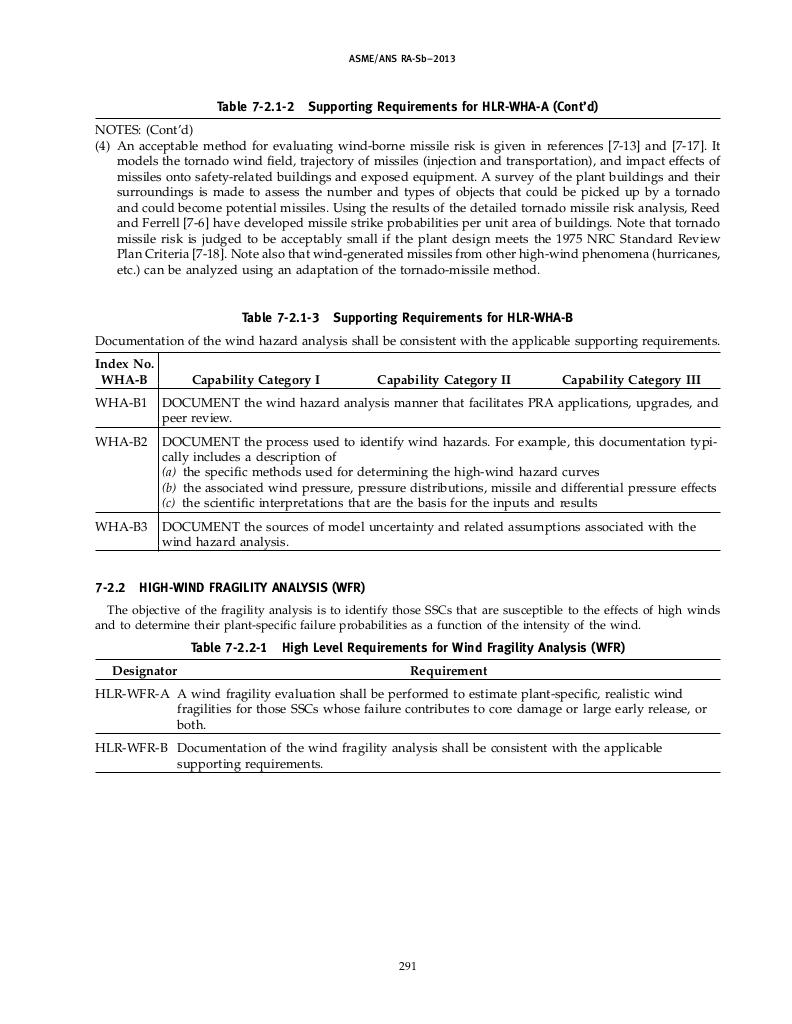 ASME/ANS RA-Sb–2013
Table 7-2.1-2 Supporting Requirements for HLR-WHA-A (Cont’d)
NOTES: (Cont’d)
(4) An acceptable method for evaluating wind-borne missile risk is given in references [7-13] and [7-17]. It
models the tornado wind field, trajectory of missiles (injection and transportation), and impact effects of
missiles onto safety-related buildings and exposed equipment. A survey of the plant buildings and their
surroundings is made to assess the number and types of objects that could be picked up by a tornado
and could become potential missiles. Using the results of the detailed tornado missile risk analysis, Reed
and Ferrell [7-6] have developed missile strike probabilities per unit area of buildings. Note that tornado
missile risk is judged to be acceptably small if the plant design meets the 1975 NRC Standard Review
Plan Criteria [7-18]. Note also that wind-generated missiles from other high-wind phenomena (hurricanes,
etc.) can be analyzed using an adaptation of the tornado-missile method.
Table 7-2.1-3 Supporting Requirements for HLR-WHA-B
Documentation of the wind hazard analysis shall be consistent with the applicable supporting requirements.
Index No.
WHA-B Capability Category I Capability Category II Capability Category III
WHA-B1 DOCUMENT the wind hazard analysis manner that facilitates PRA applications, upgrades, and
peer review.
WHA-B2 DOCUMENT the process used to identify wind hazards. For example, this documentation typi-
cally includes a description of
(a) the specific methods used for determining the high-wind hazard curves
(b) the associated wind pressure, pressure distributions, missile and differential pressure effects
(c) the scientific interpretations that are the basis for the inputs and results
WHA-B3 DOCUMENT the sources of model uncertainty and related assumptions associated with the
wind hazard analysis.
7-2.2 HIGH-WIND FRAGILITY ANALYSIS (WFR)
The objective of the fragility analysis is to identify those SSCs that are susceptible to the effects of high winds
and to determine their plant-specific failure probabilities as a function of the intensity of the wind.
Table 7-2.2-1 High Level Requirements for Wind Fragility Analysis (WFR)
Designator Requirement
HLR-WFR-A A wind fragility evaluation shall be performed to estimate plant-specific, realistic wind
fragilities for those SSCs whose failure contributes to core damage or large early release, or
both.
HLR-WFR-B Documentation of the wind fragility analysis shall be consistent with the applicable
supporting requirements.
291